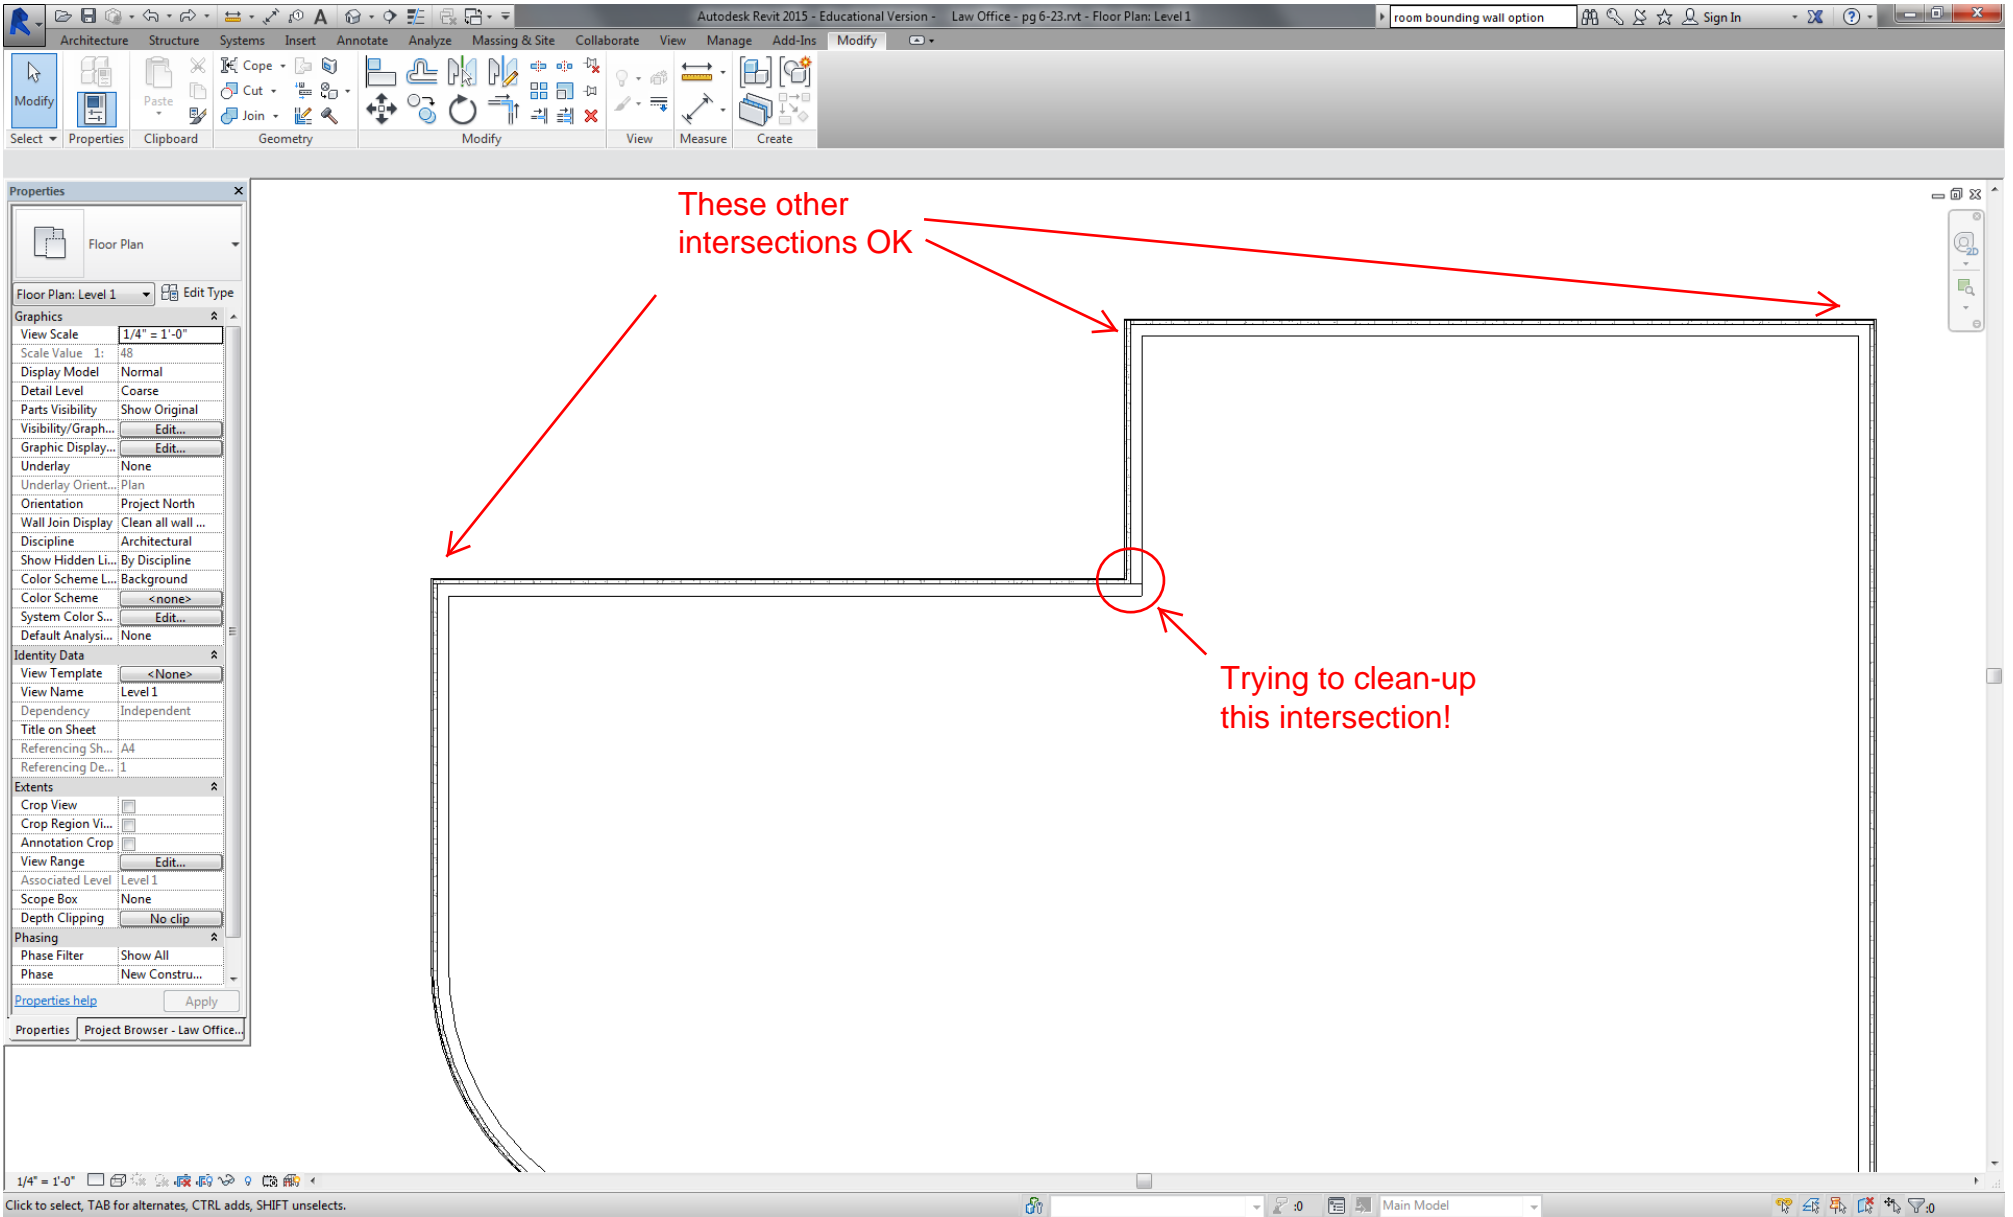 Autodesk Revit 2015 - Educational Version -    Law Office - pg 6-23.rvt - Floor Plan: Level 1
room bounding wall option
Sign In
Architecture Structure Systems Insert Annotate Analyze Massing & Site Collaborate View Manage Add-Ins Modify
Modify
Paste
Cope
Cut
Join
Select Properties Clipboard Geometry Modify View Measure Create
Properties
Floor Plan
Floor Plan: Level 1 Edit Type
Graphics
View Scale 1/4" = 1'-0"
Scale Value 1: 48
Display Model Normal
Detail Level Coarse
Parts Visibility Show Original
Visibility/Graph... Edit...
Graphic Display... Edit...
Underlay None
Underlay Orient... Plan
Orientation Project North
Wall Join Display Clean all wall ...
Discipline Architectural
Show Hidden Li... By Discipline
Color Scheme L... Background
Color Scheme <none>
System Color S... Edit...
Default Analysi... None
Identity Data
View Template <None>
View Name Level 1
Dependency Independent
Title on Sheet
Referencing Sh... A4
Referencing De... 1
Extents
Crop View
Crop Region Vi...
Annotation Crop
View Range Edit...
Associated Level Level 1
Scope Box None
Depth Clipping No clip
Phasing
Phase Filter Show All
Phase New Constru...
Properties help Apply
Properties Project Browser - Law Office...
These other
intersections OK
2D
Trying to clean-up
this intersection!
1/4" = 1'-0"
Click to select, TAB for alternates, CTRL adds, SHIFT unselects.
:0
Main Model
:0